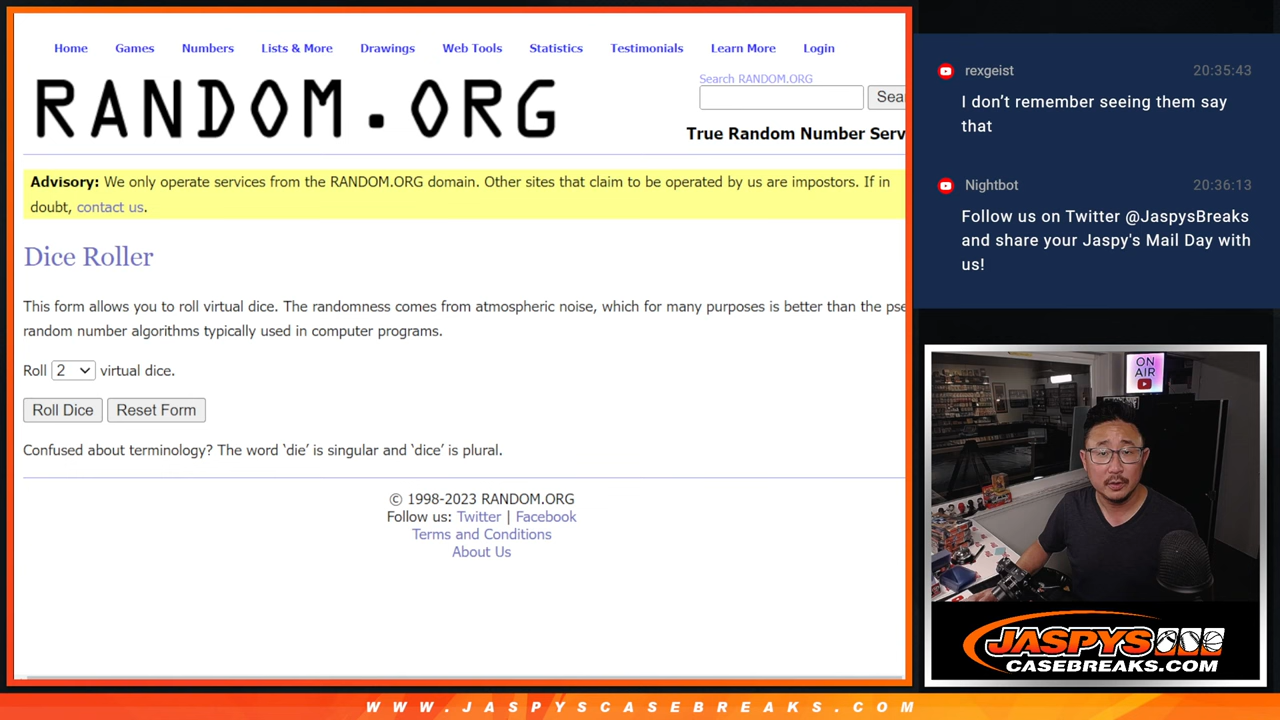 Home Games Numbers Lists & More Drawings Web Tools Statistics Testimonials Learn More Login
RANDOM.ORG
Search RANDOM.ORG
Sea
True Random Number Serv
Advisory: We only operate services from the RANDOM.ORG domain. Other sites that claim to be operated by us are impostors. If in
doubt, contact us.
Dice Roller
This form allows you to roll virtual dice. The randomness comes from atmospheric noise, which for many purposes is better than the pse
random number algorithms typically used in computer programs.
Roll 2 virtual dice.
Roll Dice Reset Form
Confused about terminology? The word ‘die’ is singular and ‘dice’ is plural.
© 1998-2023 RANDOM.ORG
Follow us: Twitter | Facebook
Terms and Conditions
About Us
rexgeist 20:35:43
I don’t remember seeing them say
that
Nightbot 20:36:13
Follow us on Twitter @JaspysBreaks
and share your Jaspy's Mail Day with
us!
ON
AIR
JASPYS
CASEBREAKS.COM
WWW.JASPYSCASEBREAKS.COM